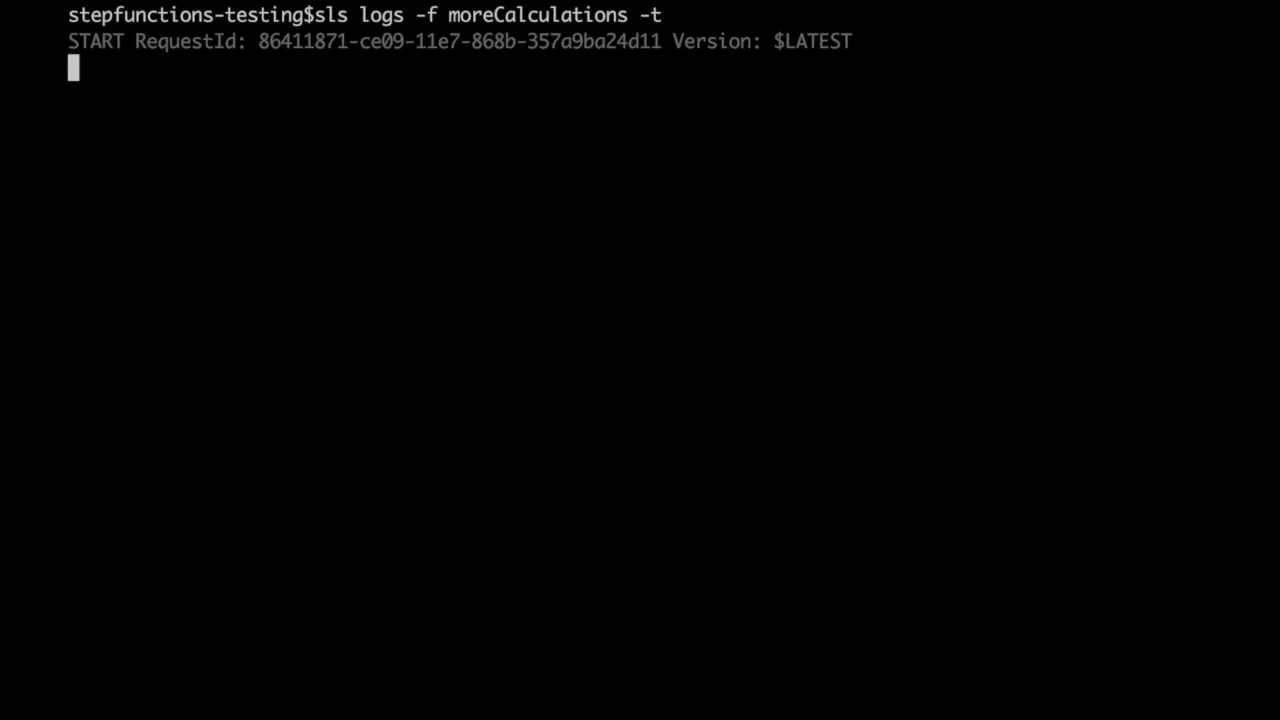 stepfunctions-testing$sls logs -f moreCalculations -t
START RequestId: 86411871-ce09-11e7-868b-357a9ba24d11 Version: $LATEST